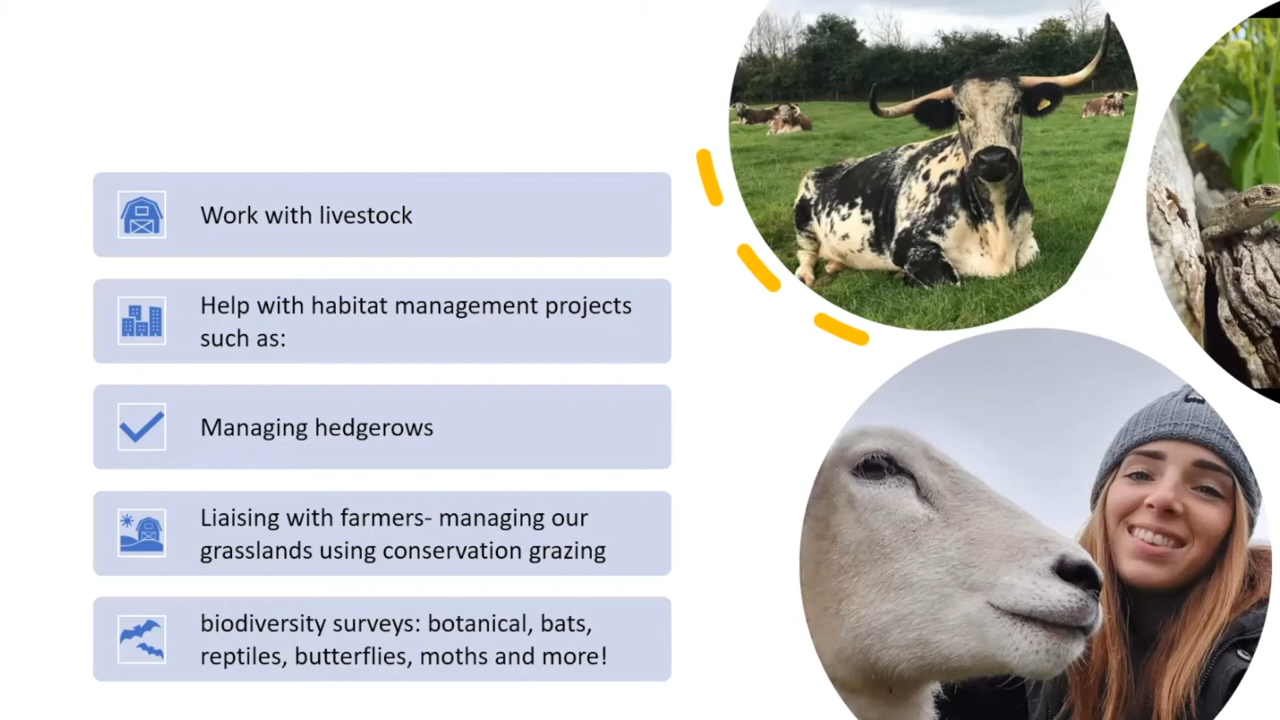 Work with livestock
Help with habitat management projects
such as:
Managing hedgerows
Liaising with farmers- managing our
grasslands using conservation grazing
biodiversity surveys: botanical, bats,
reptiles, butterflies, moths and more!